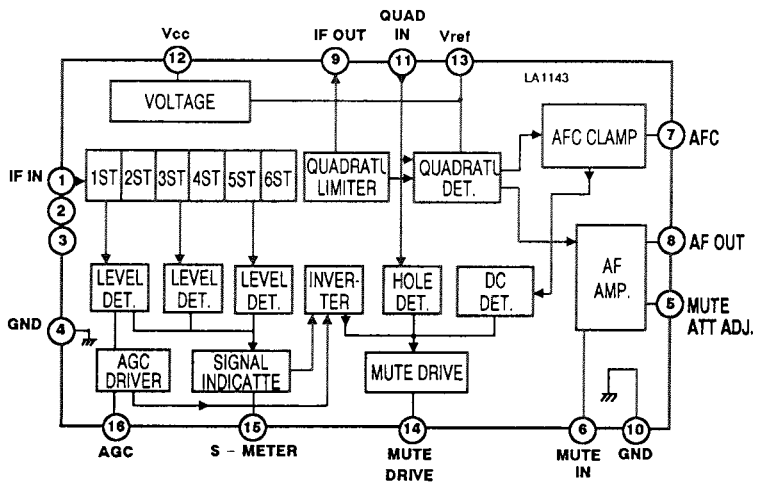 QUAD
Vcc IF OUT IN Vref
12 9 11 13
LA1143
VOLTAGE
AFC CLAMP 7 AFC
IF IN 1 1ST 2ST 3ST 4ST 5ST 6ST
QUADRATU
LIMITER
QUADRATU
DET.
2
3
8 AF OUT
AF
AMP.
LEVEL
DET.
LEVEL
DET.
LEVEL
DET.
INVER-
TER
HOLE
DET.
DC
DET.
5 MUTE
ATT ADJ.
GND 4
AGC
DRIVER
SIGNAL
INDICATTE
MUTE DRIVE
16 15 14 6 10
AGC S - METER MUTE
DRIVE
MUTE
IN
GND